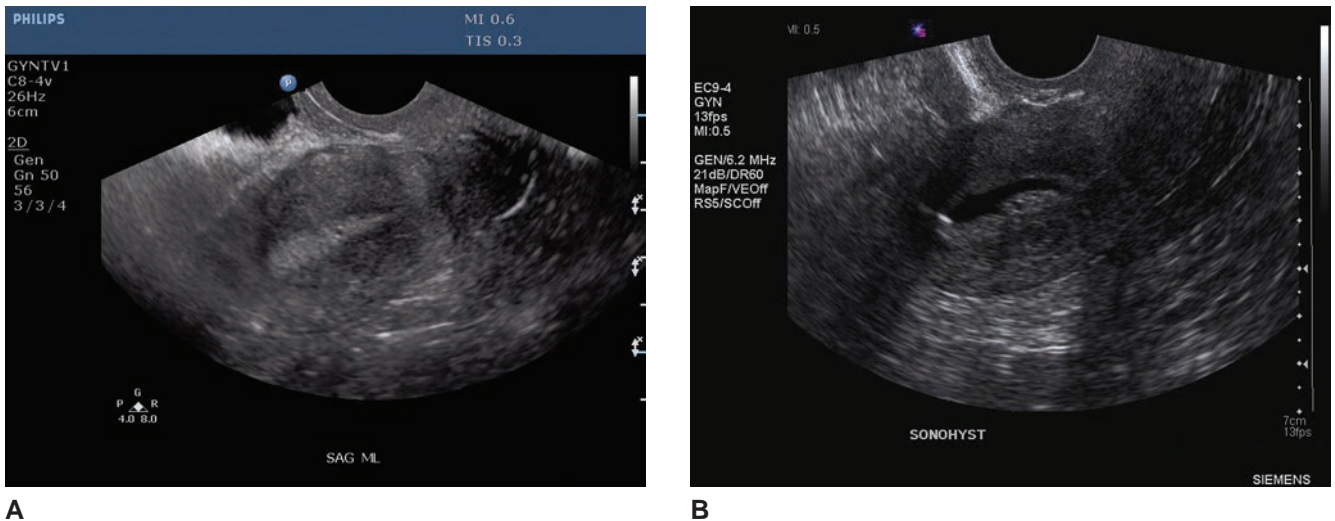 PHILIPS
MI 0.6
TIS 0.3
GYNTV1
C8-4v
26Hz
6cm
2D
Gen
Gn 50
56
3/3/4
G
P R
4.0 8.0
SAG ML
A
MI: 0.5
EC9-4
GYN
13fps
MI:0.5
GEN/6.2 MHz
21dB/DR60
MapF/VEOff
RS5/SCOff
7cm
13fps
SONOHYST
SIEMENS
B